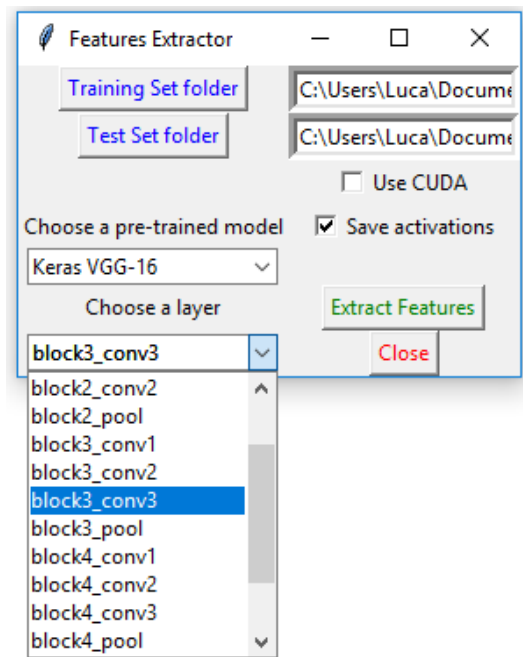 Features Extractor
Training Set folder
C:\Users\Luca\Docume
Test Set folder
C:\Users\Luca\Docume
Use CUDA
Choose a pre-trained model
Save activations
Keras VGG-16
Choose a layer
Extract Features
block3_conv3
Close
block2_conv2
block2_pool
block3_conv1
block3_conv2
block3_conv3
block3_pool
block4_conv1
block4_conv2
block4_conv3
block4_pool